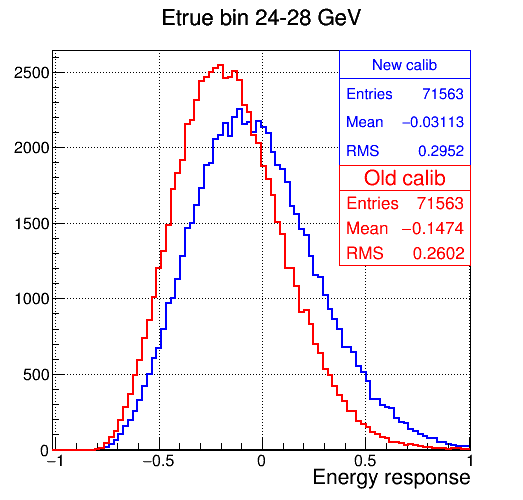 Etrue bin 24-28 GeV
New calib
Entries 71563
Mean −0.03113
RMS 0.2952
Old calib
Entries 71563
Mean −0.1474
RMS 0.2602
2500
2000
1500
1000
500
0
−1 −0.5 0 0.5 1
Energy response